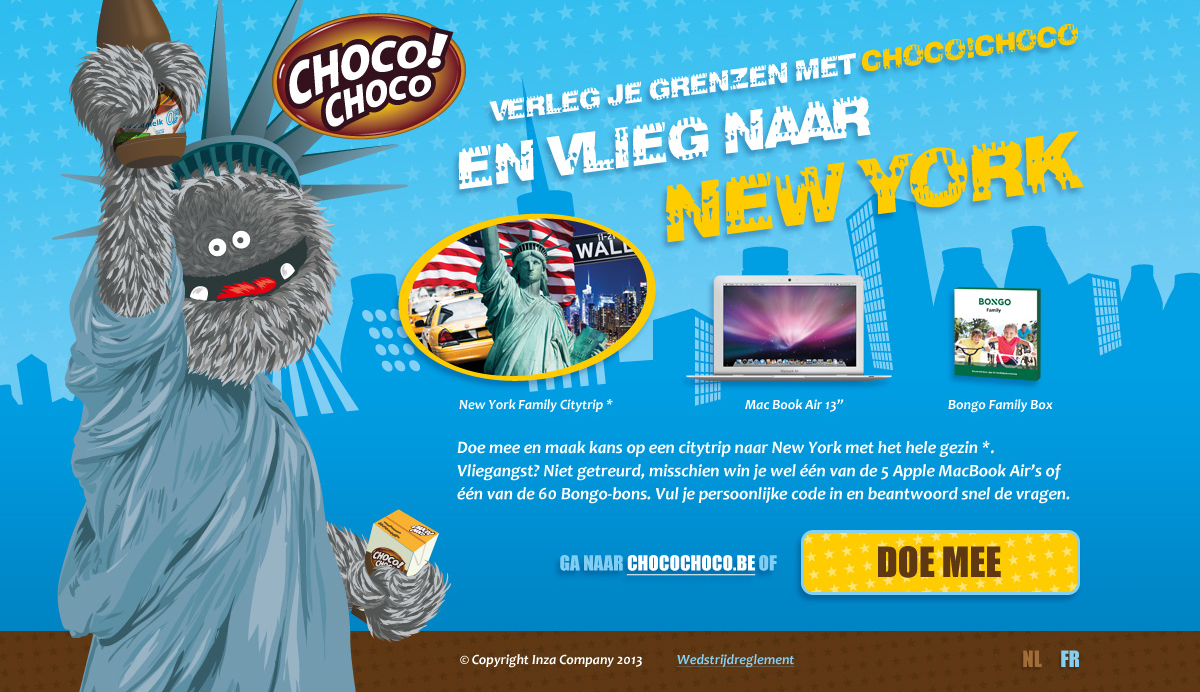 CHOCO!
CHOCO
VERLEG JE GRENZEN MET CHOCO!CHOCO
EN VLIEG NAAR
NEW YORK
WALL
BONGO
Family
New York Family Citytrip *
Mac Book Air 13”
Bongo Family Box
Doe mee en maak kans op een citytrip naar New York met het hele gezin *.
Vliegangst? Niet getreurd, misschien win je wel één van de 5 Apple MacBook Air's of
één van de 60 Bongo-bons. Vul je persoonlijke code in en beantwoord snel de vragen.
CHOCO!
GA NAAR CHOCOCHOCO.BE OF
DOE MEE
© Copyright Inza Company 2013
Wedstrijdreglement
NL FR